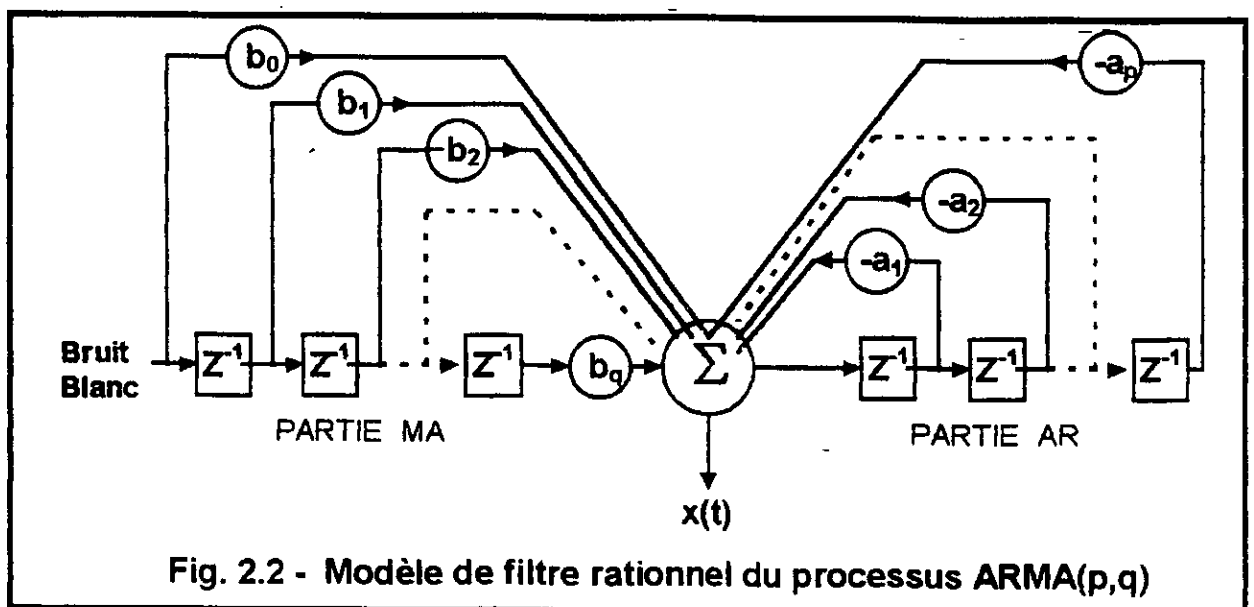 b₀
b₁
b₂
-aₚ
-a₂
-a₁
Bruit
Blanc
Z⁻¹
Z⁻¹
Z⁻¹
b_q
Σ
Z⁻¹
Z⁻¹
Z⁻¹
PARTIE MA
PARTIE AR
x(t)
Fig. 2.2 - Modèle de filtre rationnel du processus ARMA(p,q)